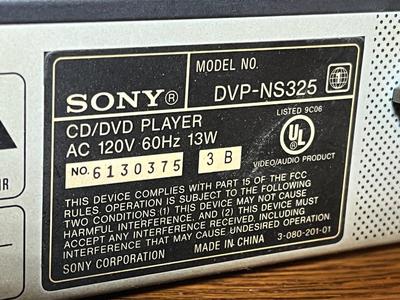 MODEL NO.
SONY®
DVP-NS325
CD/DVD PLAYER
AC 120V 60Hz 13W
LISTED 9C06
UL
®
NO. 6130375 3 B
VIDEO/AUDIO PRODUCT
THIS DEVICE COMPLIES WITH PART 15 OF THE FCC
RULES. OPERATION IS SUBJECT TO THE FOLLOWING
TWO CONDITIONS: (1) THIS DEVICE MAY NOT CAUSE
HARMFUL INTERFERENCE, AND (2) THIS DEVICE MUST
ACCEPT ANY INTERFERENCE RECEIVED, INCLUDING
INTERFERENCE THAT MAY CAUSE UNDESIRED OPERATION.
SONY CORPORATION MADE IN CHINA 3-080-201-01